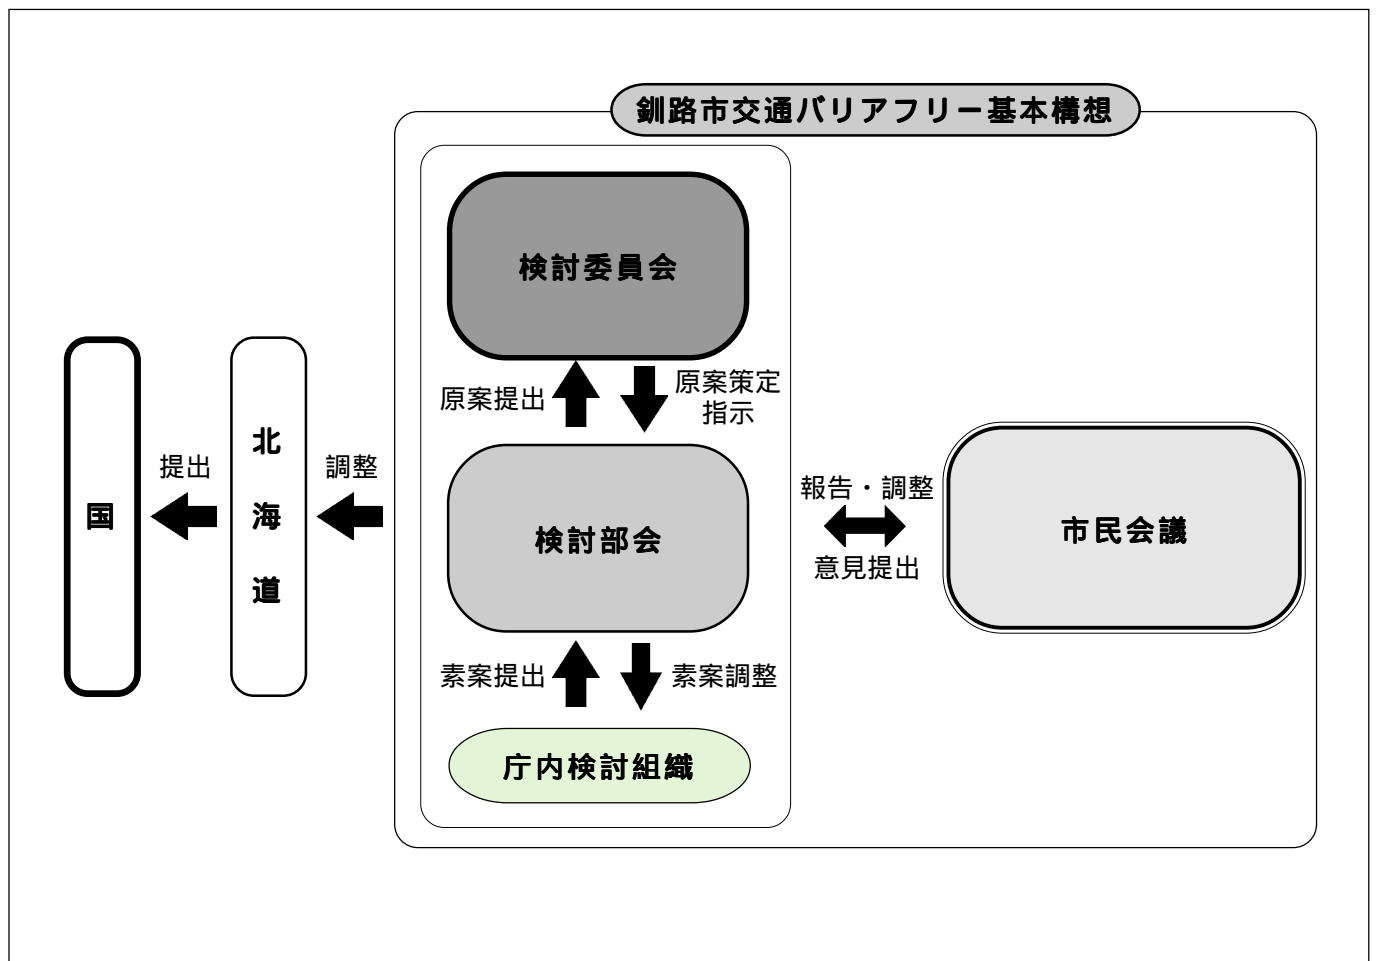 釧路市交通バリアフリー基本構想
検討委員会
原案提出
原案策定
指示
検討部会
素案提出
素案調整
庁内検討組織
国
提出
北
海
道
調整
報告・調整
意見提出
市民会議